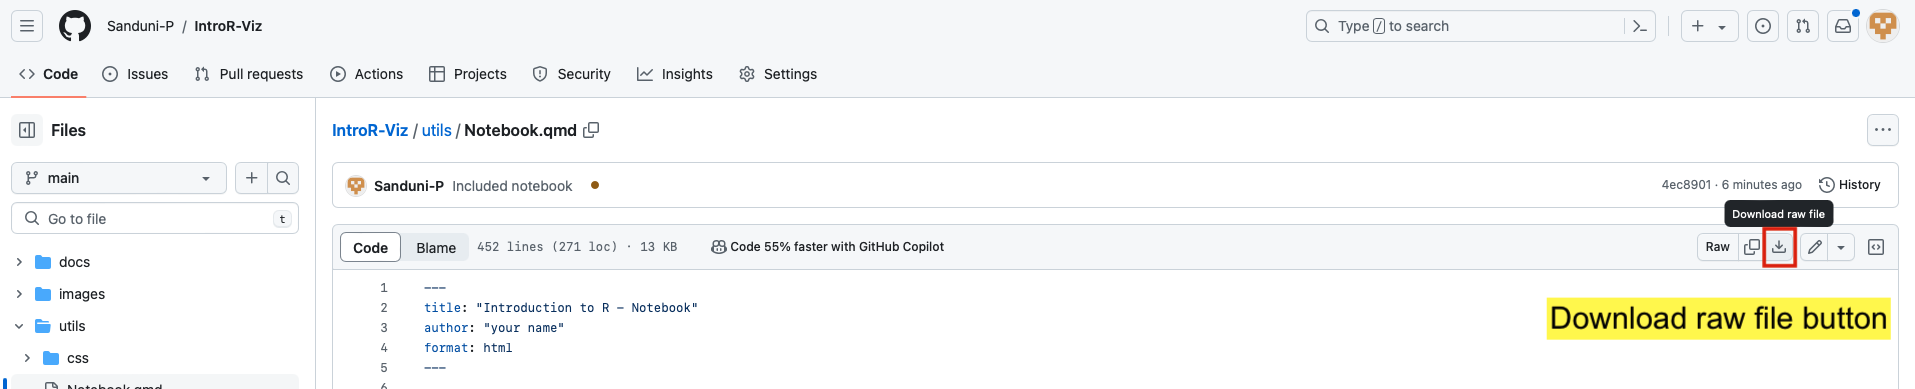 Sanduni-P / IntroR-Viz
Type / to search
Code
Issues
Pull requests
Actions
Projects
Security
Insights
Settings
Files
IntroR-Viz / utils / Notebook.qmd
main
Sanduni-P Included notebook
4ec8901 · 6 minutes ago
History
Go to file
t
Download raw file
Code
Blame
452 lines (271 loc) · 13 KB
Code 55% faster with GitHub Copilot
Raw
docs
images
utils
css
Notebook.qmd
1 ---
2 title: "Introduction to R - Notebook"
3 author: "your name"
4 format: html
5 ---
6
Download raw file button